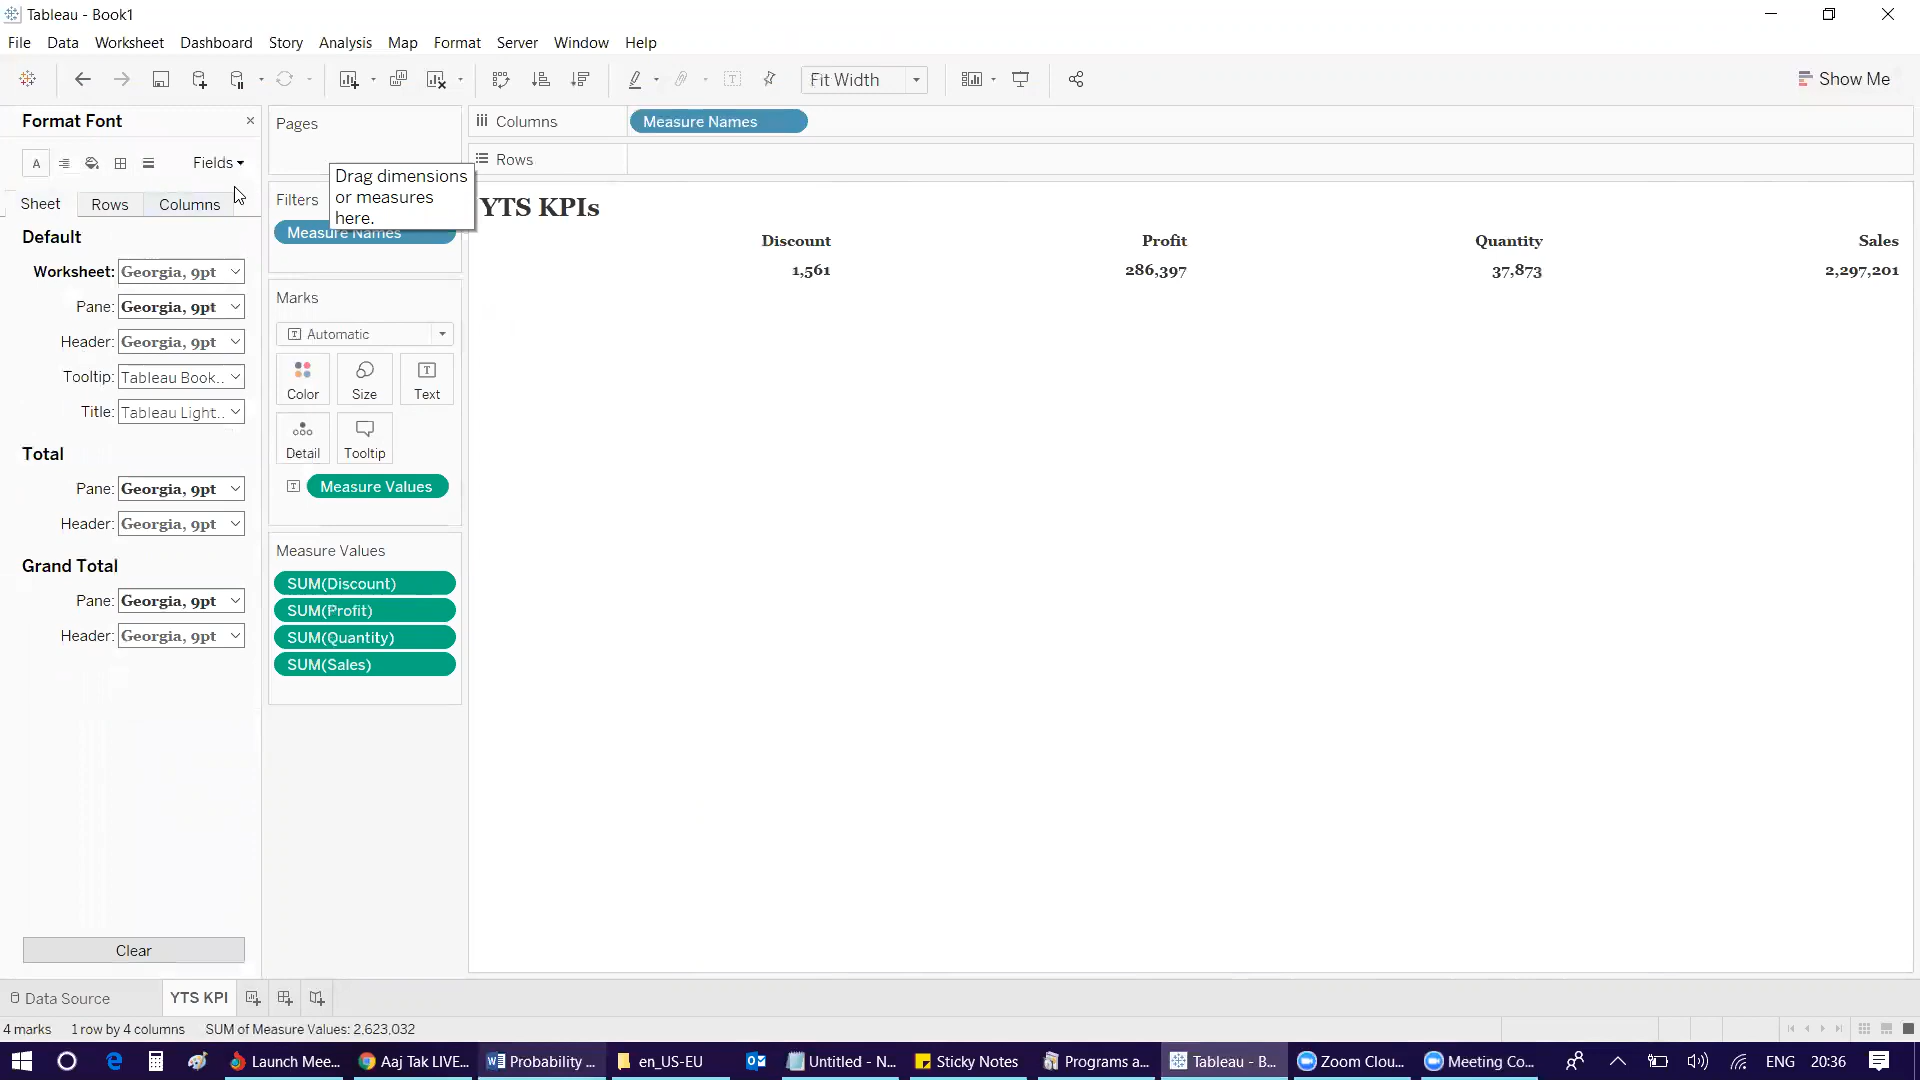 Tableau - Book1
File Data Worksheet Dashboard Story Analysis Map Format Server Window Help
Fit Width
Show Me
Format Font
Fields
Sheet Rows Columns
Default
Worksheet: Georgia, 9pt
Pane: Georgia, 9pt
Header: Georgia, 9pt
Tooltip: Tableau Book..
Title: Tableau Light..
Total
Pane: Georgia, 9pt
Header: Georgia, 9pt
Grand Total
Pane: Georgia, 9pt
Header: Georgia, 9pt
Clear
Pages
Drag dimensions
or measures
here.
Filters
Measure Names
Marks
Automatic
Color Size Text
Detail Tooltip
Measure Values
Measure Values
SUM(Discount)
SUM(Profit)
SUM(Quantity)
SUM(Sales)
Columns Measure Names
Rows
YTS KPIs
Discount Profit Quantity Sales
1,561 286,397 37,873 2,297,201
Data Source YTS KPI
4 marks 1 row by 4 columns SUM of Measure Values: 2,623,032
Launch Mee... Aaj Tak LIVE... Probability ... en_US-EU Untitled - N... Sticky Notes Programs a... Tableau - B... Zoom Clou... Meeting Co... ENG 20:36